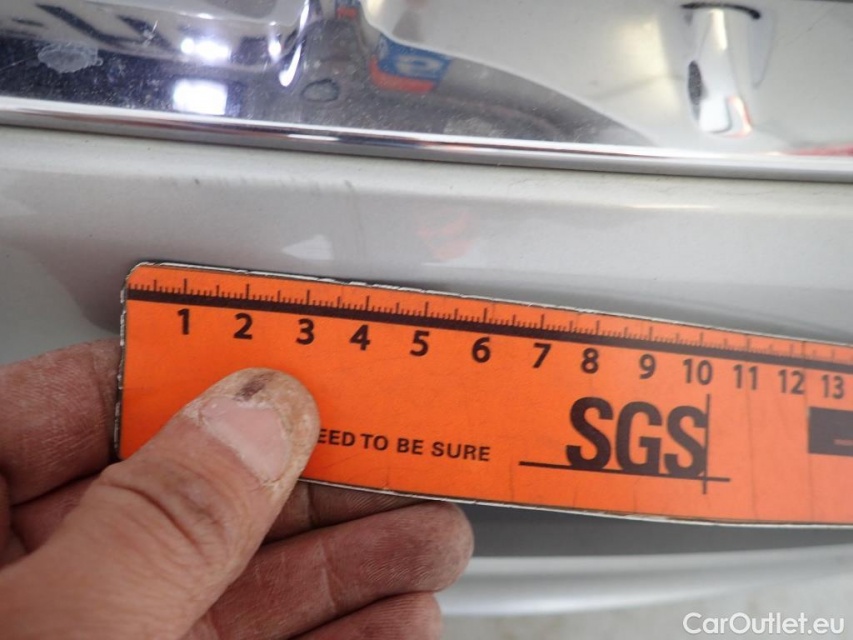 1 2 3 4 5 6 7 8 9 10 11 12 13
EED TO BE SURE
SGS
CarOutlet.eu